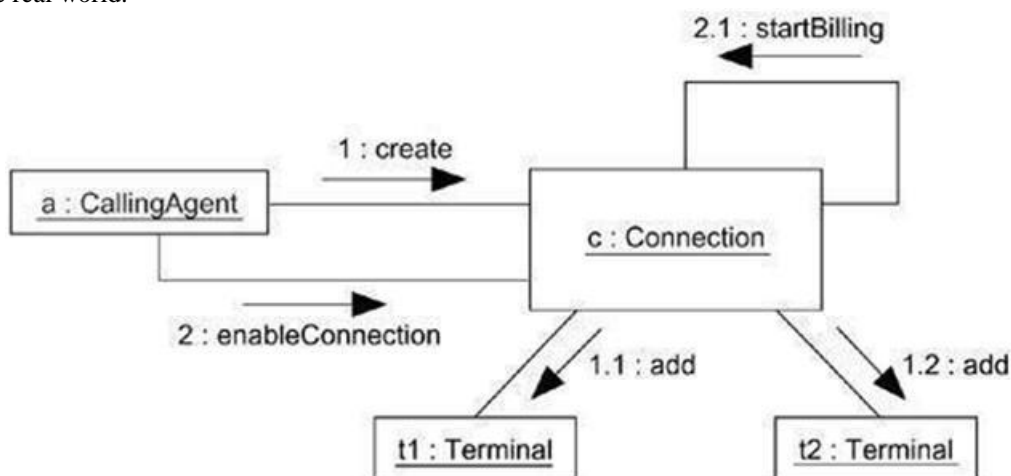 2.1 : startBilling
1 : create
a : CallingAgent
c : Connection
2 : enableConnection
1.1 : add
1.2 : add
t1 : Terminal
t2 : Terminal